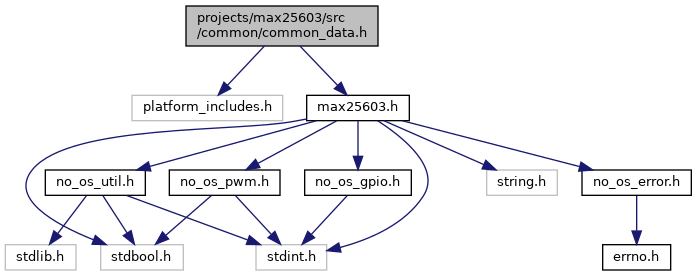 projects/max25603/src
/common/common_data.h
platform_includes.h
max25603.h
no_os_util.h
no_os_pwm.h
no_os_gpio.h
string.h
no_os_error.h
stdlib.h
stdbool.h
stdint.h
errno.h